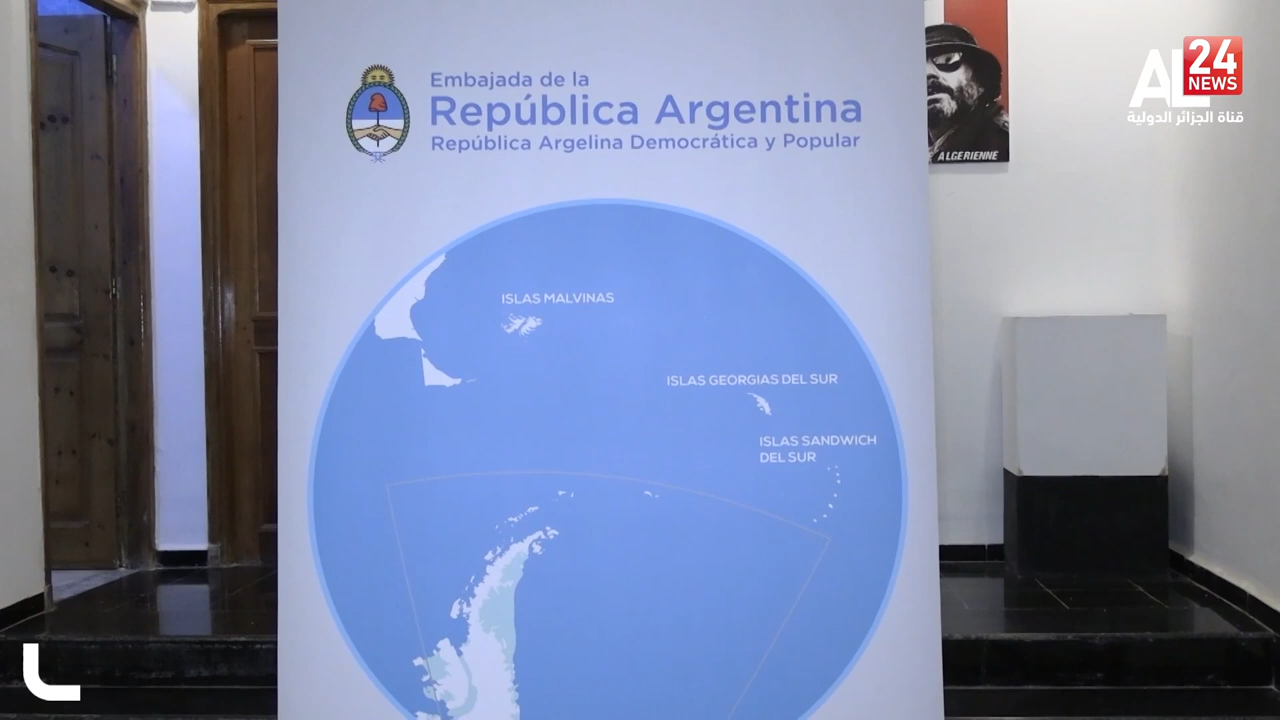 Embajada de la
República Argentina
República Argelina Democrática y Popular
ISLAS MALVINAS
ISLAS GEORGIAS DEL SUR
ISLAS SANDWICH
DEL SUR
ALGERIENNE
AL
24
NEWS
قناة الجزائر الدولية